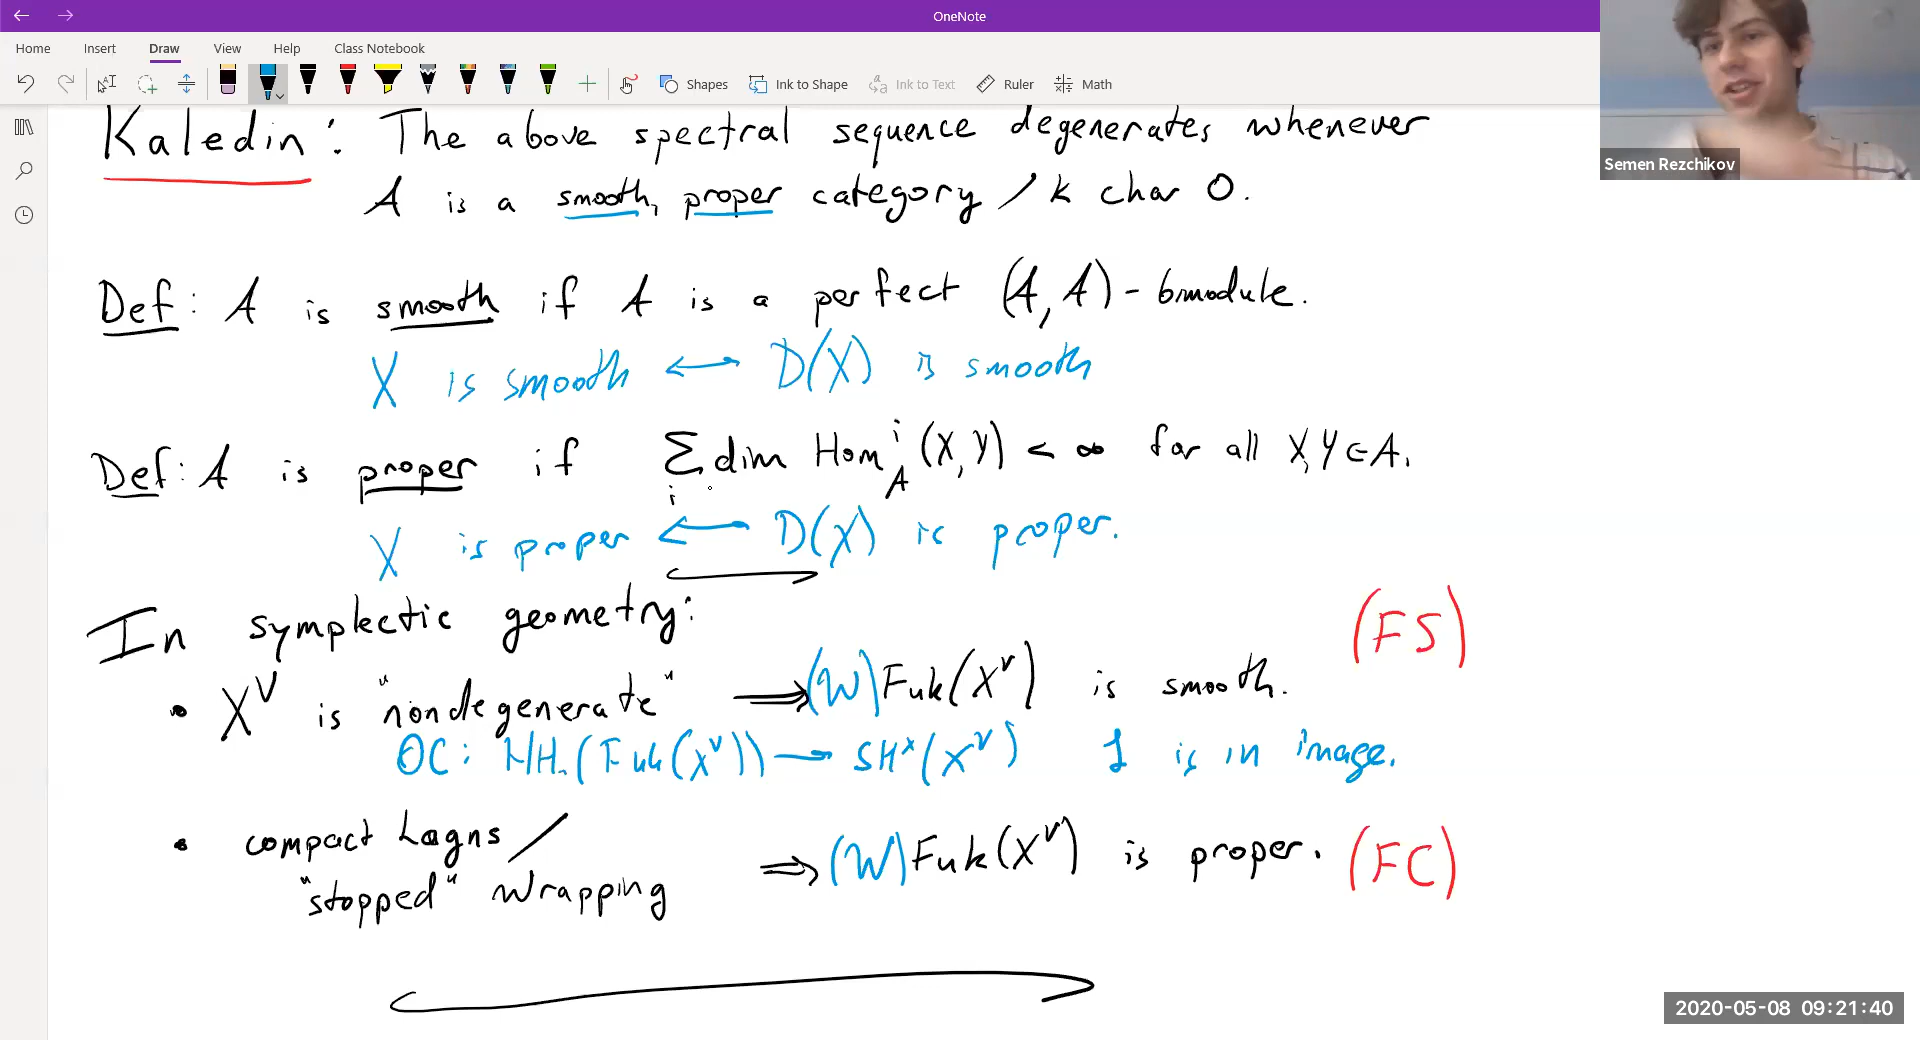 OneNote
Home Insert Draw View Help Class Notebook
Shapes Ink to Shape Ink to Text Ruler Math
Semen Rezchikov
Kaledin: The above spectral sequence degenerates whenever
A is a smooth, proper category / k char 0.
Def: A is smooth if A is a perfect (A, A) - bimodule.
X is smooth ⟷ D(X) is smooth
Def: A is proper if Σ_i dim Hom^i_A (X, Y) < ∞ for all X, Y ∈ A.
X is proper ⟵ D(X) is proper.
In symplectic geometry:
(FS)
• X^∨ is "nondegenerate" ⟹ (W)Fuk(X^∨) is smooth.
OC: HH.(Fuk(X^∨)) ⟶ SH^*(X^∨) 1 is in image.
• compact Lagns / ⟹ (W)Fuk(X^∨) is proper. (FC)
"stopped" wrapping
2020-05-08 09:21:40